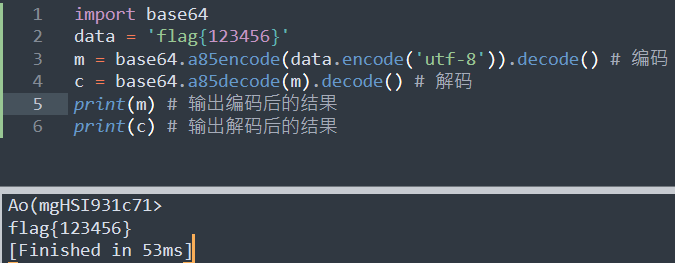 1 import base64
2 data = 'flag{123456}'
3 m = base64.a85encode(data.encode('utf-8')).decode() # 编码
4 c = base64.a85decode(m).decode() # 解码
5 print(m) # 输出编码后的结果
6 print(c) # 输出解码后的结果
Ao(mgHSI931c71>
flag{123456}
[Finished in 53ms]